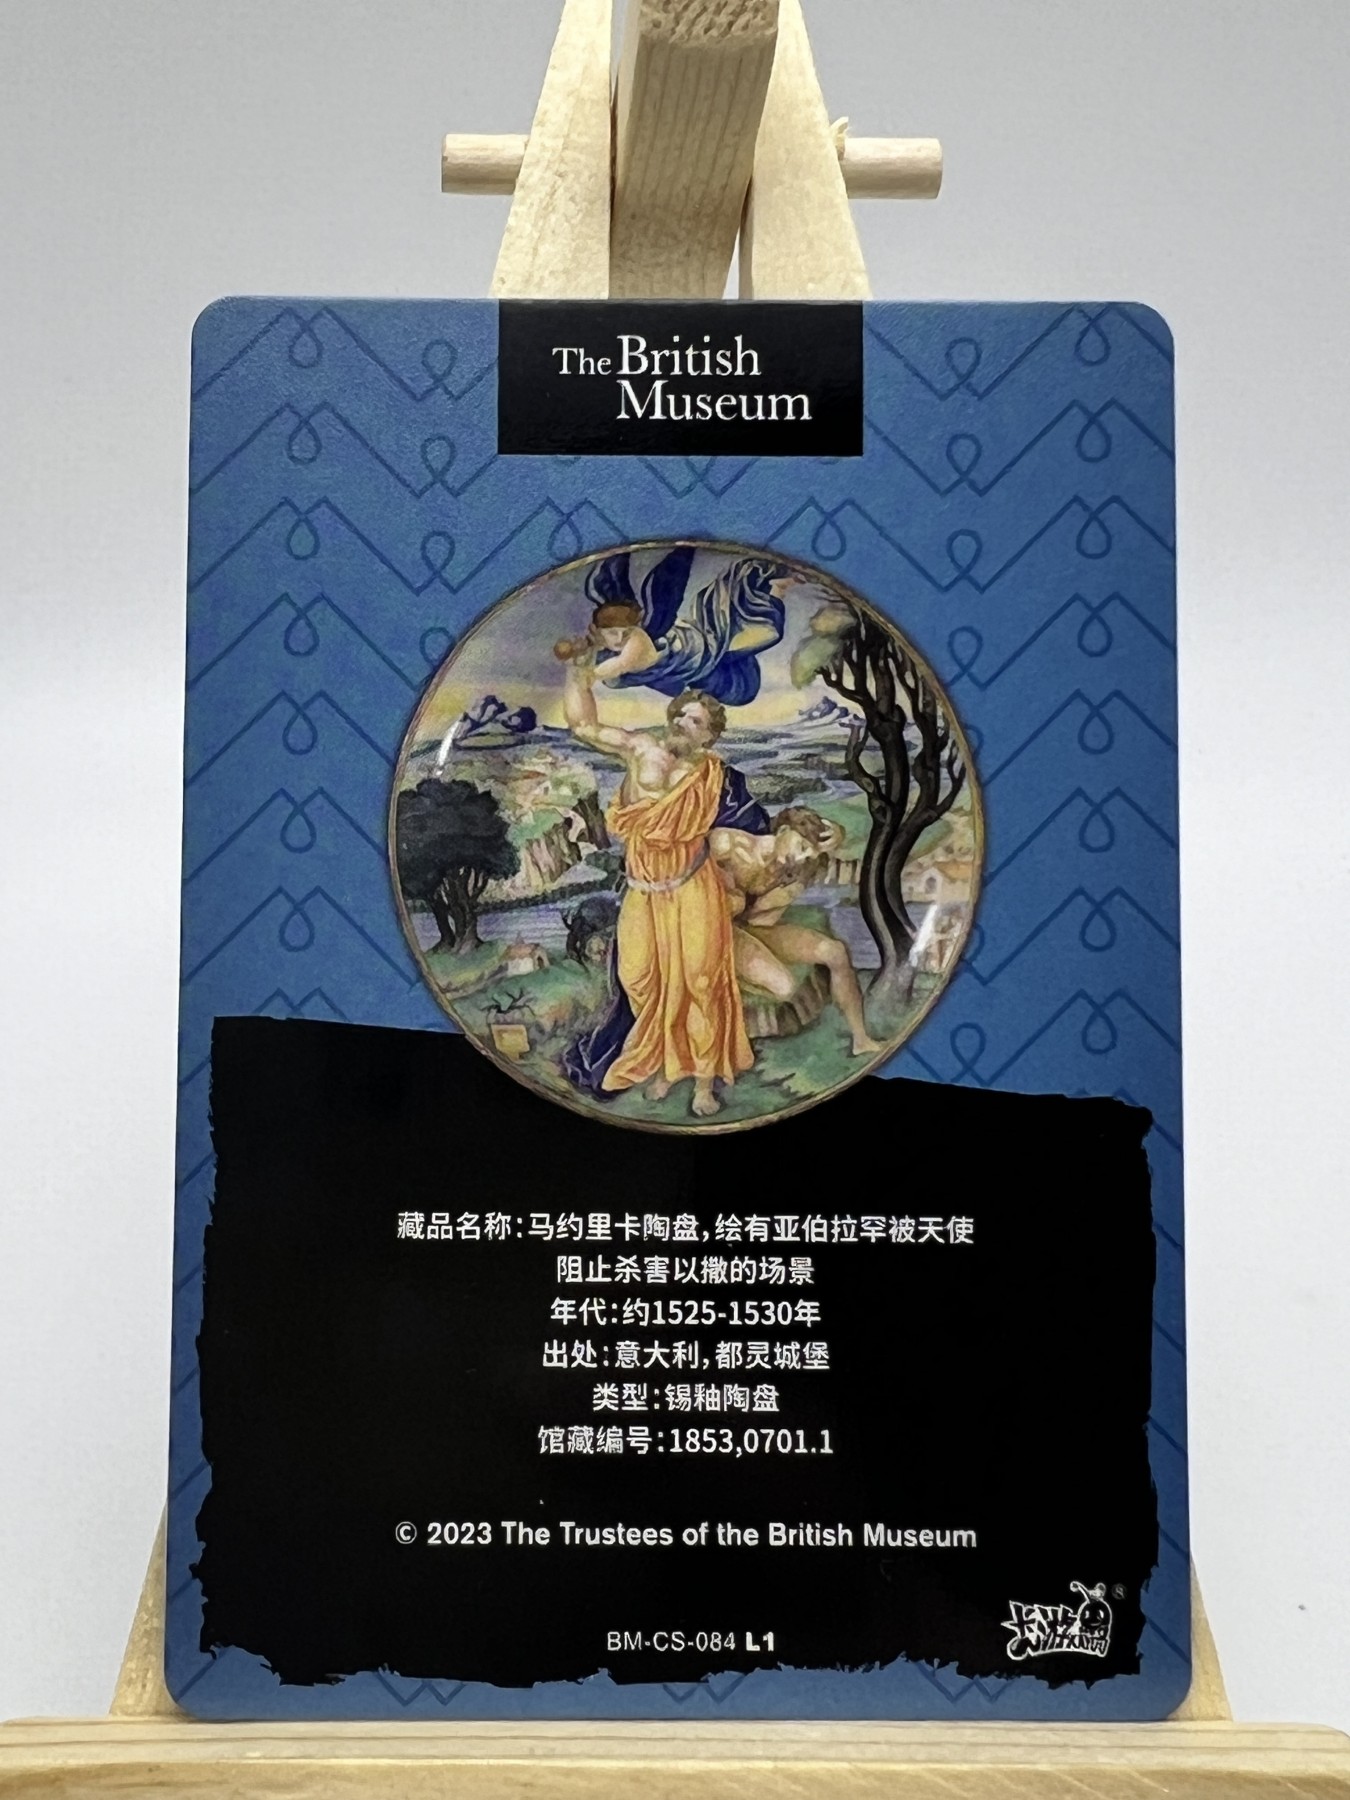 The British
Museum
藏品名称:马约里卡陶盘,绘有亚伯拉罕被天使
阻止杀害以撒的场景
年代:约1525-1530年
出处:意大利,都灵城堡
类型:锡釉陶盘
馆藏编号:1853,0701.1
© 2023 The Trustees of the British Museum
卡游®
BM-CS-084 L1